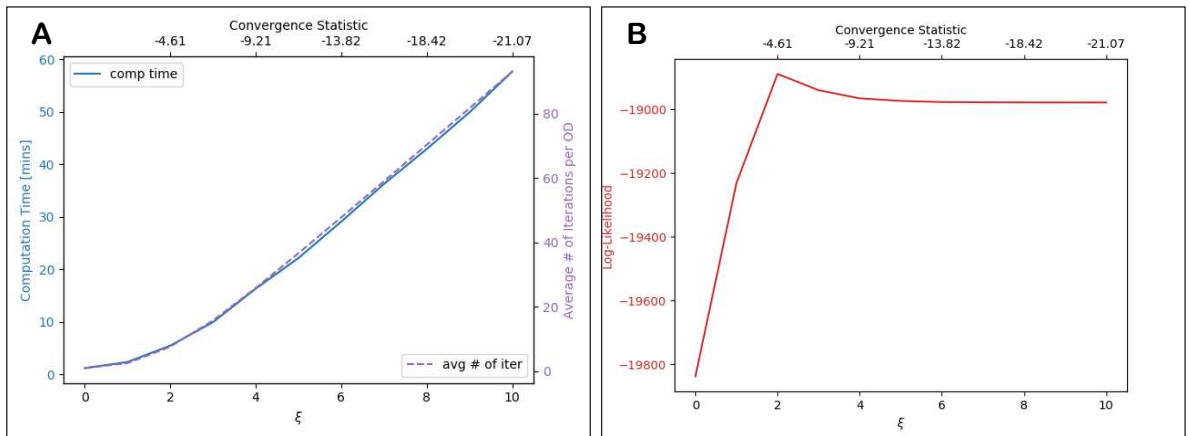 A
Convergence Statistic
-4.61 -9.21 -13.82 -18.42 -21.07
60
50
40
30
20
10
0
Computation Time [mins]
comp time
avg # of iter
80
60
40
20
0
Average # of Iterations per OD
0 2 4 6 8 10
ξ
B
Convergence Statistic
-4.61 -9.21 -13.82 -18.42 -21.07
−19000
−19200
−19400
−19600
−19800
Log-Likelihood
0 2 4 6 8 10
ξ